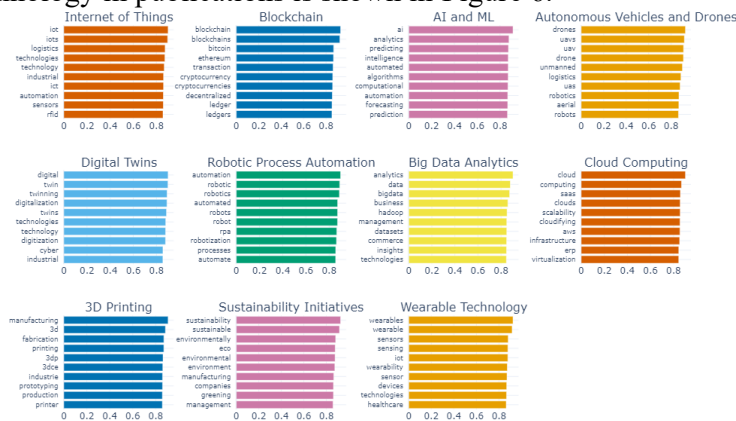 Internet of Things
iot
iots
logistics
technologies
technology
industrial
ict
automation
sensors
rfid
0 0.2 0.4 0.6 0.8
Blockchain
blockchain
blockchains
bitcoin
ethereum
transaction
cryptocurrency
cryptocurrencies
decentralized
ledger
ledgers
0 0.2 0.4 0.6 0.8
AI and ML
ai
analytics
predicting
intelligence
automated
algorithms
computational
automation
forecasting
prediction
0 0.2 0.4 0.6 0.8
Autonomous Vehicles and Drones
drones
uavs
uav
drone
unmanned
logistics
uas
robotics
aerial
robots
0 0.2 0.4 0.6 0.8
Digital Twins
digital
twin
twinning
digitalization
twins
technologies
technology
digitization
cyber
industrial
0 0.2 0.4 0.6 0.8
Robotic Process Automation
automation
robotic
robotics
automated
robots
robot
rpa
robotization
processes
automate
0 0.2 0.4 0.6 0.8
Big Data Analytics
analytics
data
bigdata
business
hadoop
management
datasets
commerce
insights
technologies
0 0.2 0.4 0.6 0.8
Cloud Computing
cloud
computing
saas
clouds
scalability
cloudifying
aws
infrastructure
erp
virtualization
0 0.2 0.4 0.6 0.8
3D Printing
manufacturing
3d
fabrication
printing
3dp
3dce
industrie
prototyping
production
printer
0 0.2 0.4 0.6 0.8
Sustainability Initiatives
sustainability
sustainable
environmentally
eco
environmental
environment
manufacturing
companies
greening
management
0 0.2 0.4 0.6 0.8
Wearable Technology
wearables
wearable
sensors
sensing
iot
wearability
sensor
devices
technologies
healthcare
0 0.2 0.4 0.6 0.8